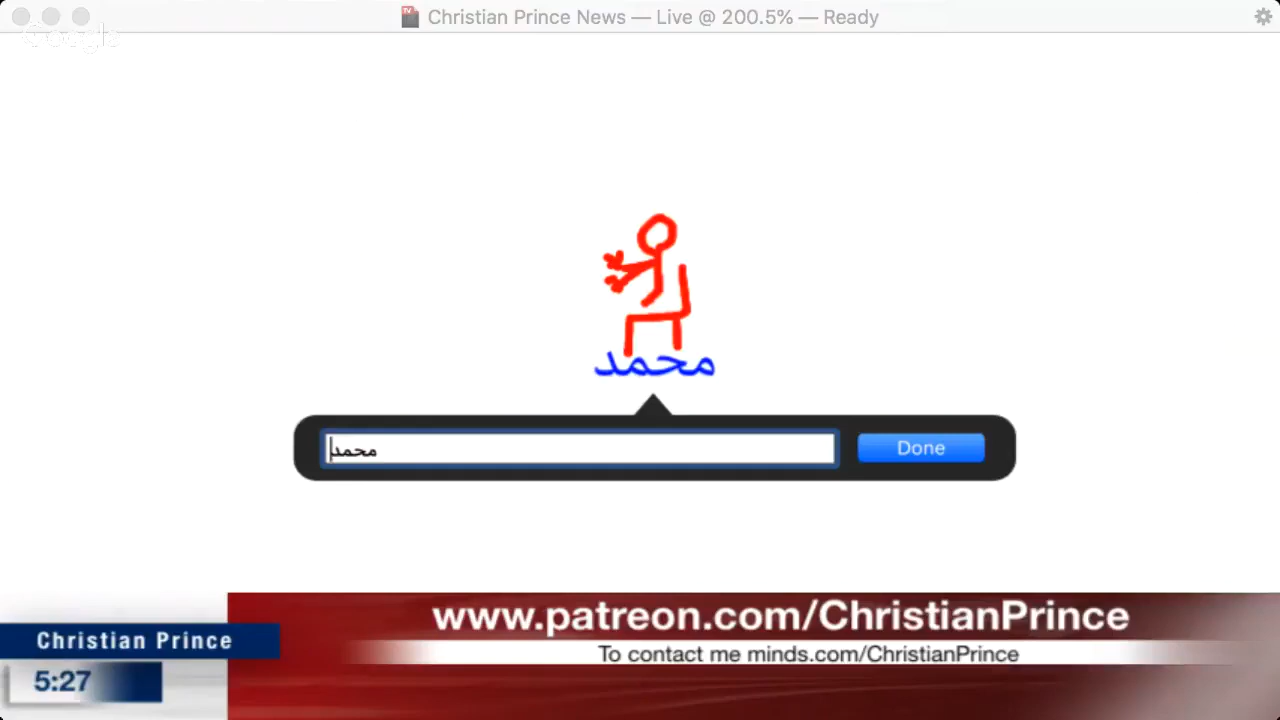 Christian Prince News — Live @ 200.5% — Ready
Google
محمد
محمد
Done
www.patreon.com/ChristianPrince
Christian Prince
To contact me minds.com/ChristianPrince
5:27